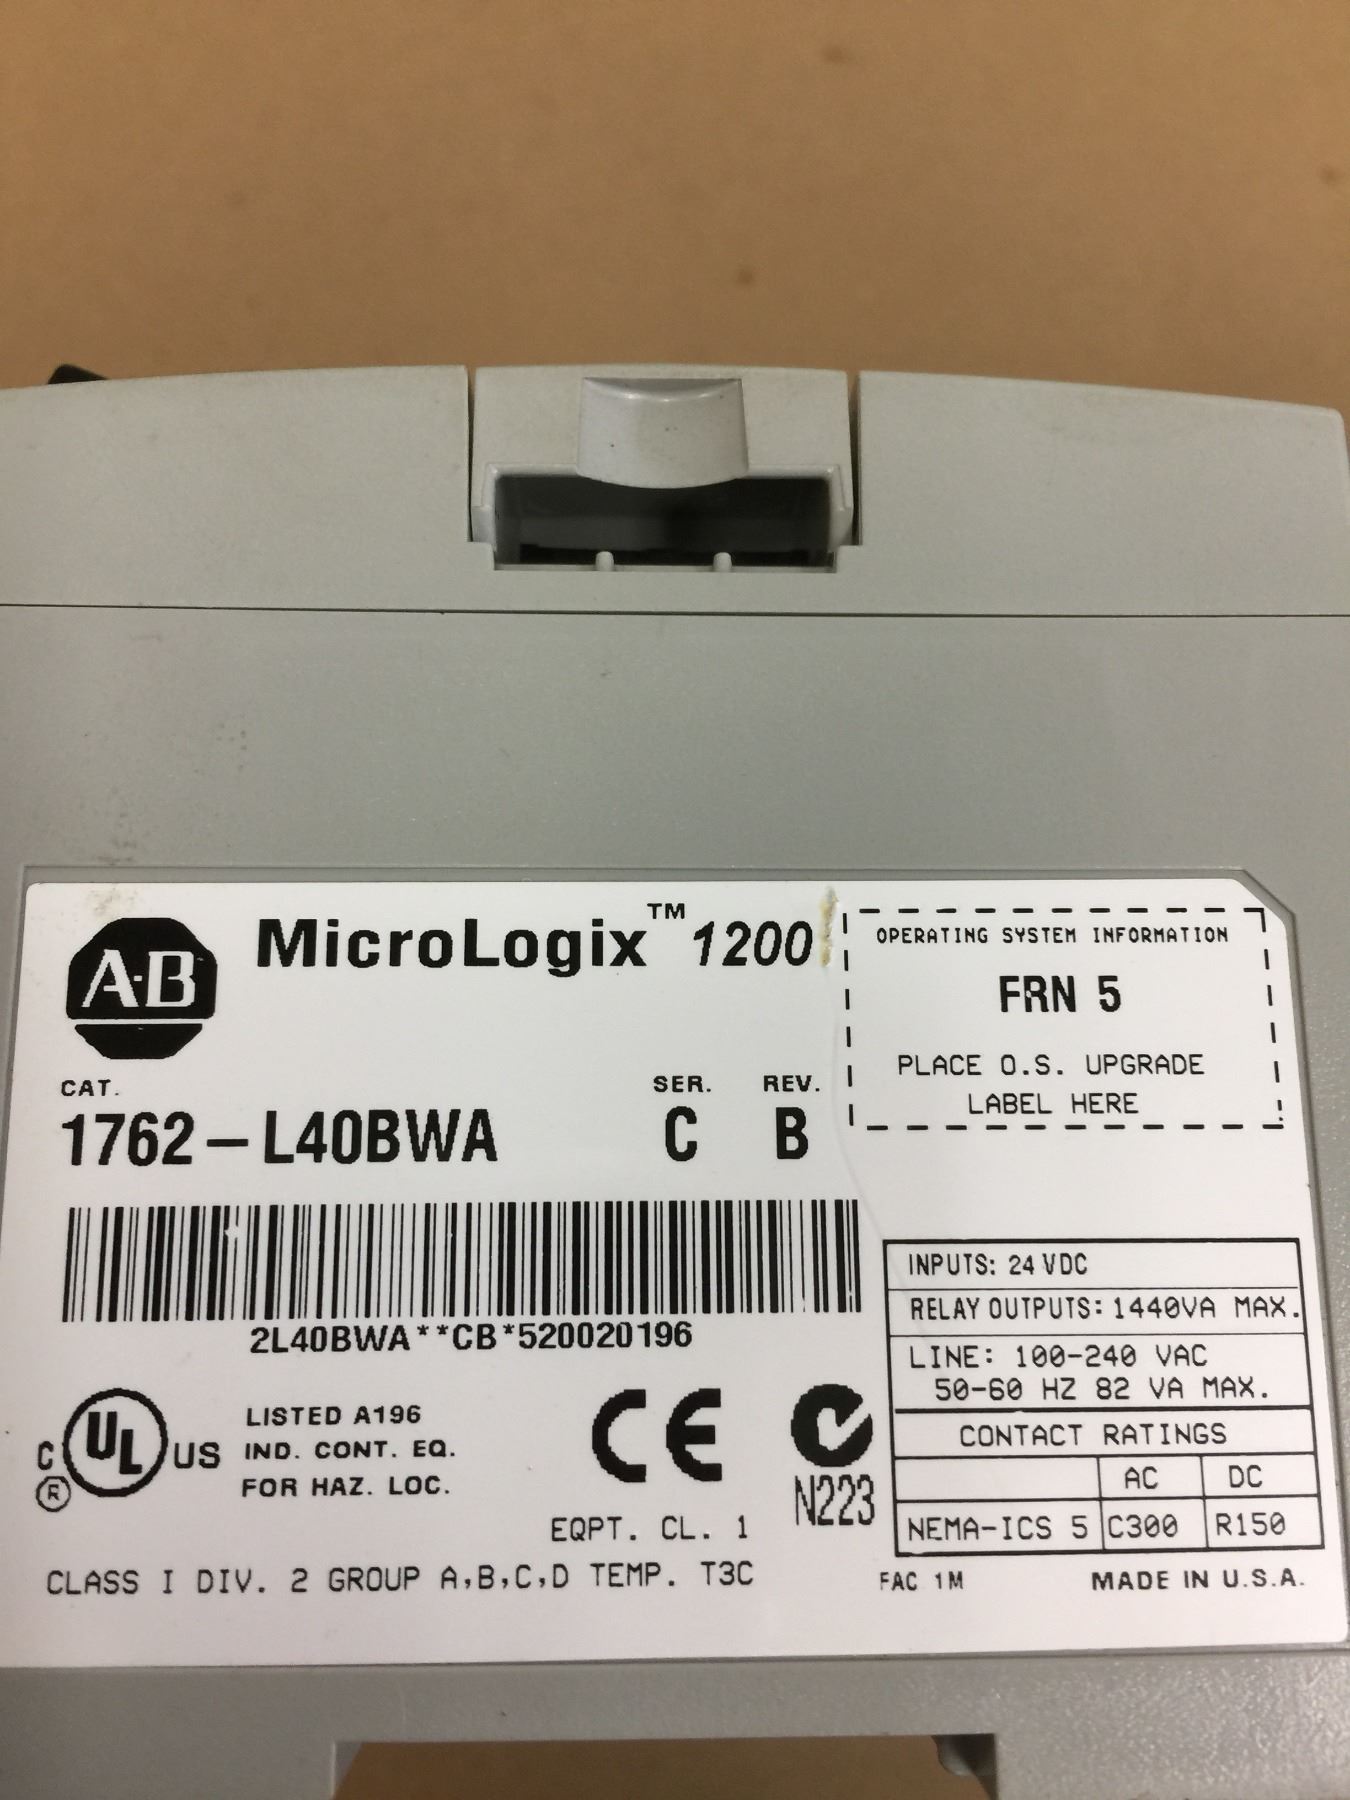 A-B
MicroLogix™ 1200
CAT.
SER.
REV.
1762-L40BWA
C
B
2L40BWA**CB*520020196
OPERATING SYSTEM INFORMATION
FRN 5
PLACE O.S. UPGRADE
LABEL HERE
INPUTS: 24 VDC
RELAY OUTPUTS: 1440VA MAX.
LINE: 100-240 VAC
50-60 HZ 82 VA MAX.
CONTACT RATINGS
AC
DC
NEMA-ICS 5
C300
R150
C UL US
®
LISTED A196
IND. CONT. EQ.
FOR HAZ. LOC.
CE
N223
EQPT. CL. 1
CLASS I DIV. 2 GROUP A,B,C,D TEMP. T3C
FAC 1M
MADE IN U.S.A.